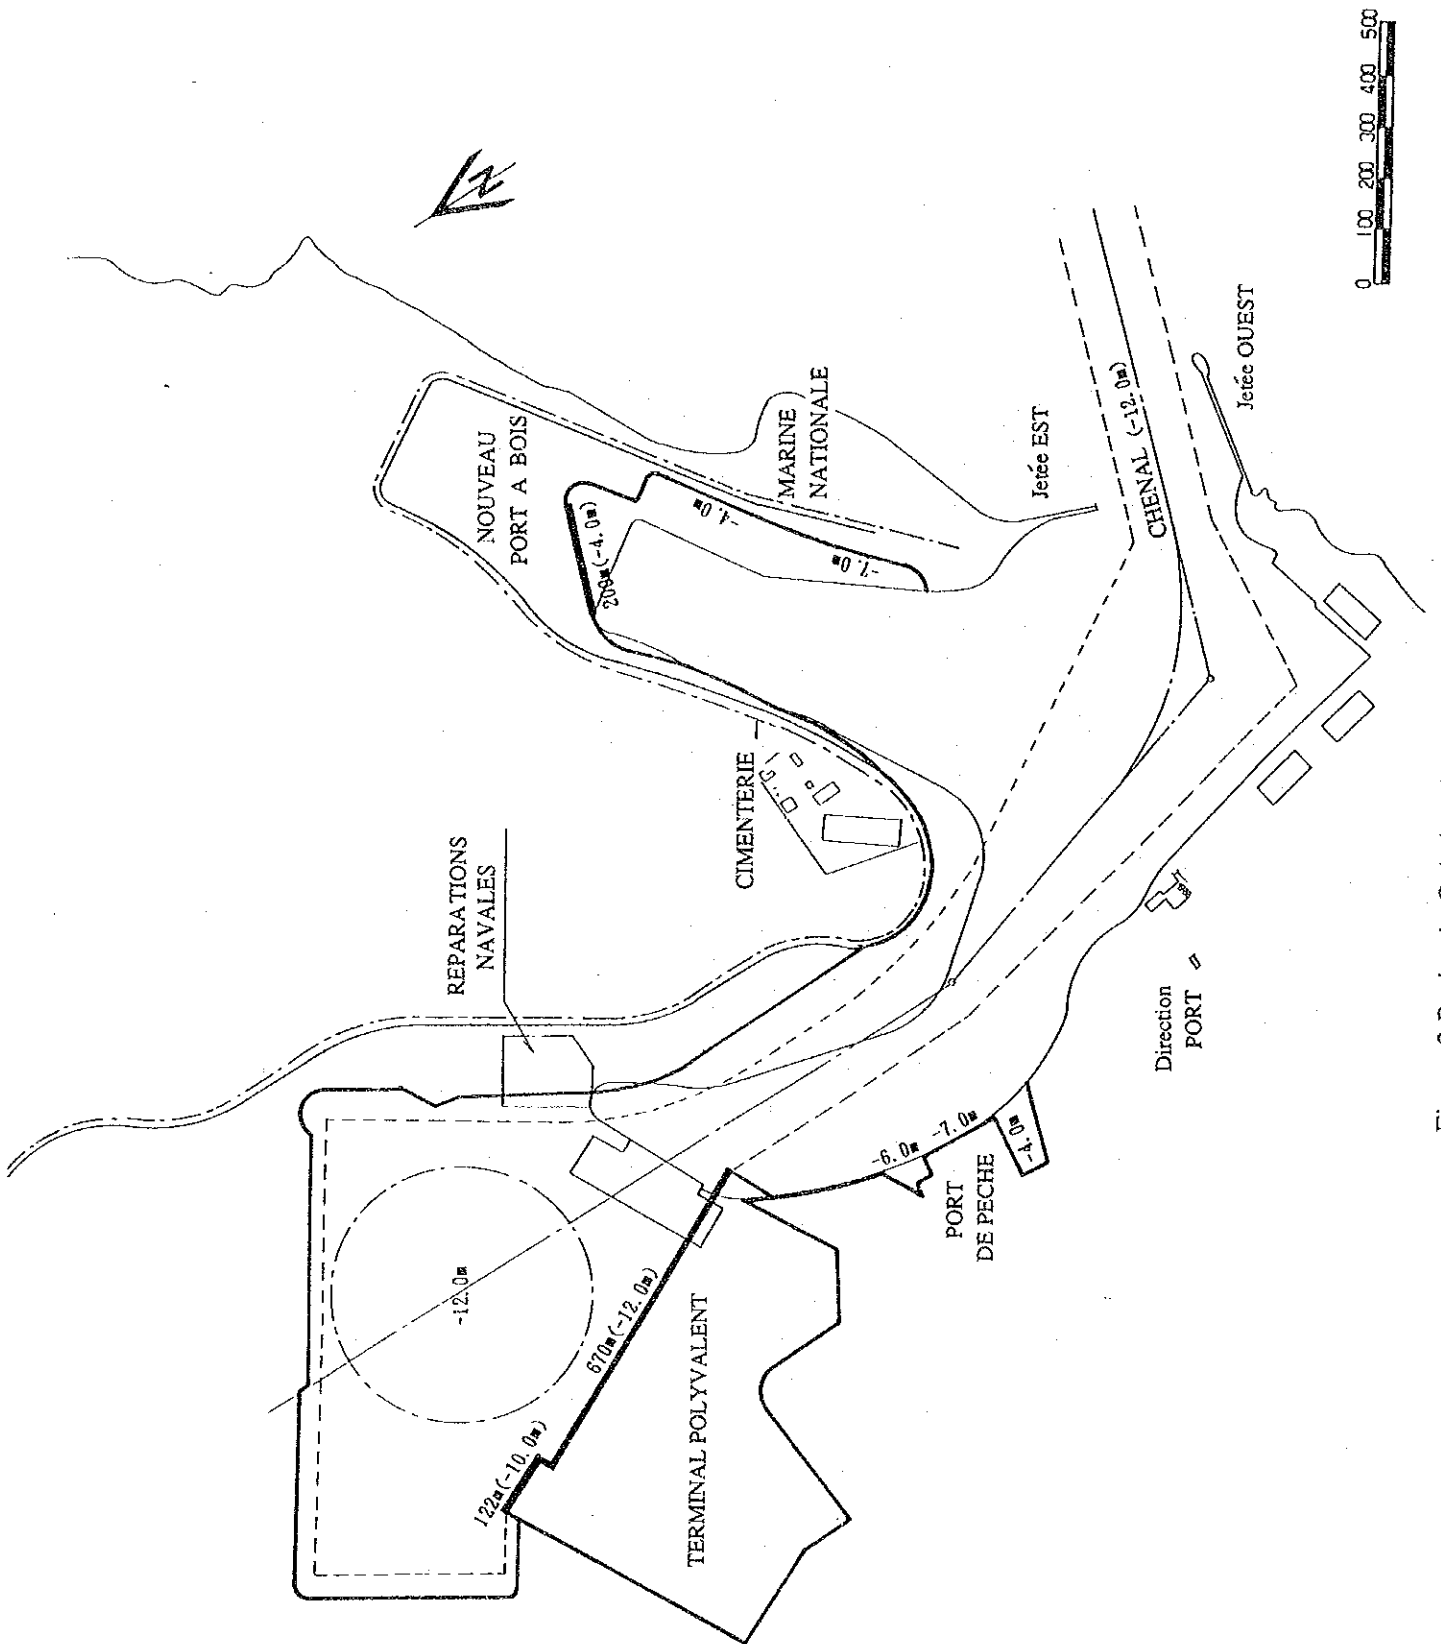 0 100 200 300 400 500
N
NOUVEAU
PORT A BOIS
200m(-4.0m)
MARINE
NATIONALE
-4.0m
-7.0m
Jetée EST
CHENAL (-12.0m)
Jetée OUEST
CIMENTERIE
REPARATIONS
NAVALES
Direction
PORT
-12.0m
670m(-12.0m)
122m(-10.0m)
TERMINAL POLYVALENT
-6.0m
-7.0m
-4.0m
PORT
DE PECHE